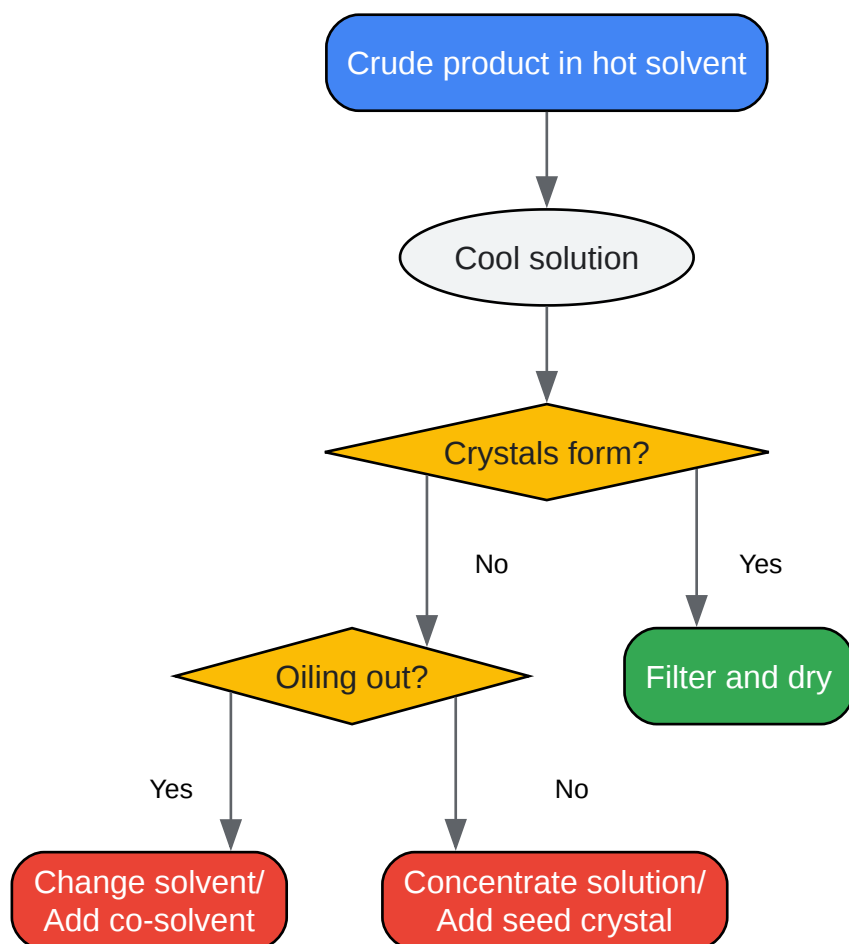 Crude product in hot solvent
Cool solution
Crystals form?
No
Yes
Oiling out?
Filter and dry
Yes
No
Change solvent/
Add co-solvent
Concentrate solution/
Add seed crystal